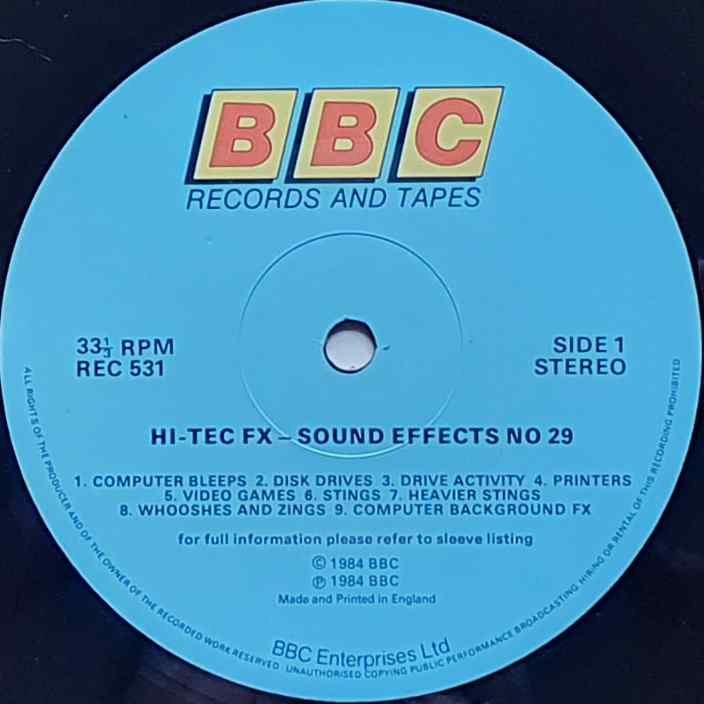 BBC
RECORDS AND TAPES
33⅓ RPM
REC 531
SIDE 1
STEREO
HI-TEC FX – SOUND EFFECTS NO 29
1. COMPUTER BLEEPS 2. DISK DRIVES 3. DRIVE ACTIVITY 4. PRINTERS
5. VIDEO GAMES 6. STINGS 7. HEAVIER STINGS
8. WHOOSHES AND ZINGS 9. COMPUTER BACKGROUND FX
for full information please refer to sleeve listing
© 1984 BBC
℗ 1984 BBC
Made and Printed in England
BBC Enterprises Ltd
ALL RIGHTS OF THE PRODUCER AND OF THE OWNER OF THE RECORDED WORK RESERVED · UNAUTHORISED COPYING PUBLIC PERFORMANCE BROADCASTING HIRING OR RENTAL OF THIS RECORDING PROHIBITED